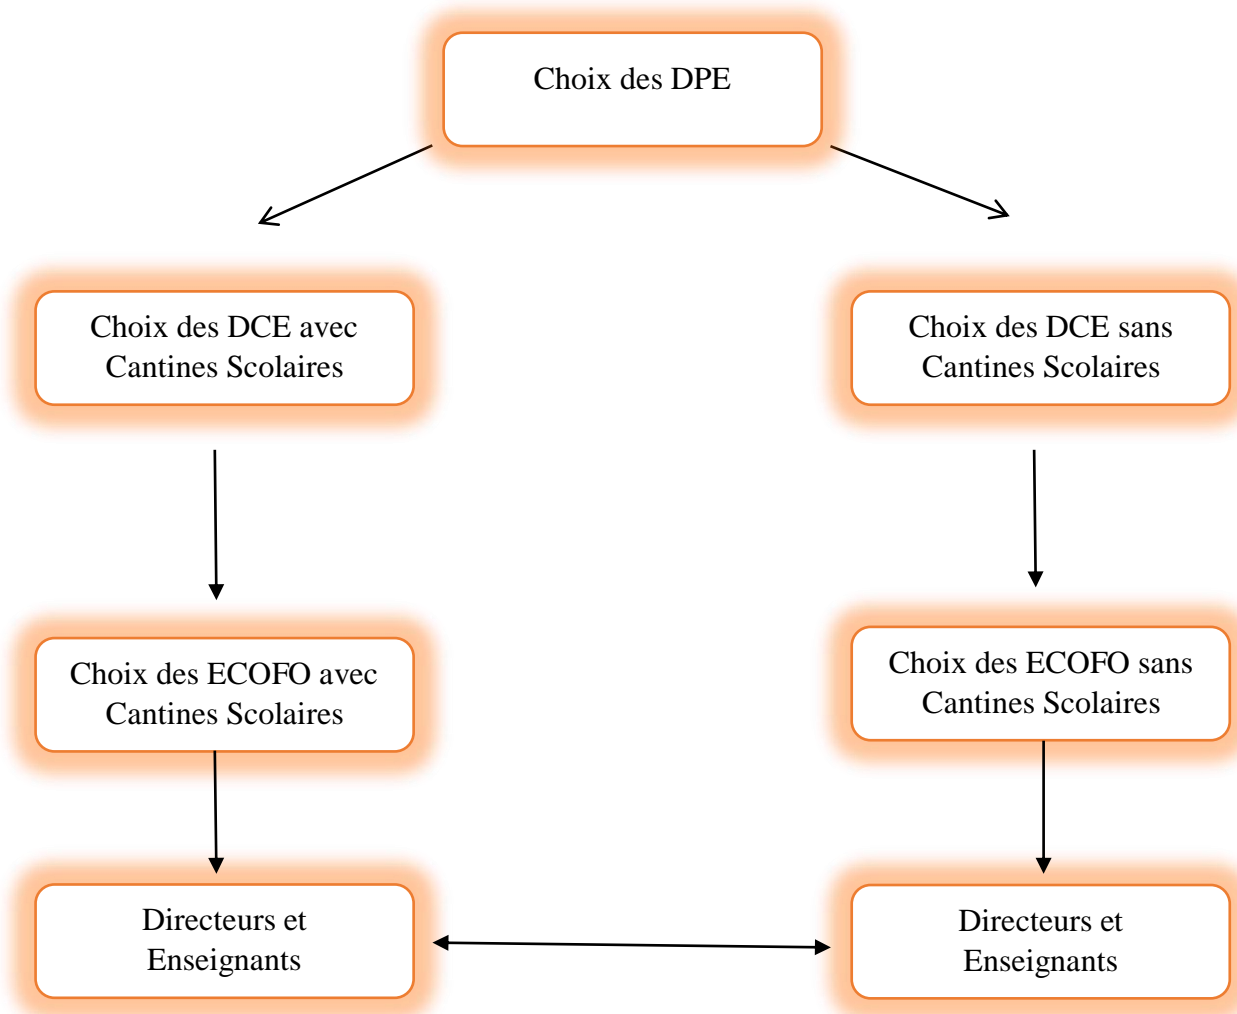 Choix des DPE
Choix des DCE avec
Cantines Scolaires
Choix des DCE sans
Cantines Scolaires
Choix des ECOFO avec
Cantines Scolaires
Choix des ECOFO sans
Cantines Scolaires
Directeurs et
Enseignants
Directeurs et
Enseignants